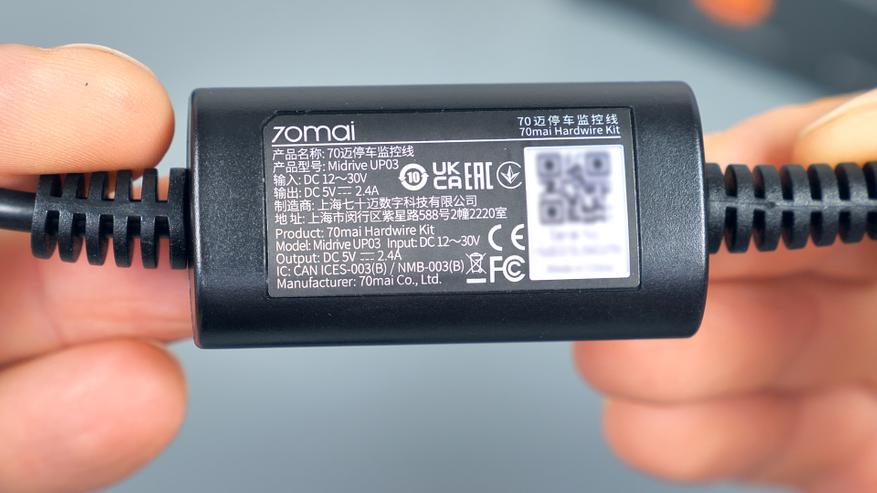 70mai
70迈停车监控线
70mai Hardwire Kit
产品名称: 70迈停车监控线
产品型号: Midrive UP03
输入: DC 12～30V
输出: DC 5V⎓2.4A
制造商: 上海七十迈数字科技有限公司
地 址: 上海市闵行区紫星路588号2幢2220室
10 UKCA EAC
Product: 70mai Hardwire Kit
Model: Midrive UP03 Input: DC 12～30V
Output: DC 5V⎓2.4A
IC: CAN ICES-003(B) / NMB-003(B)
Manufacturer: 70mai Co., Ltd.
CE
FC